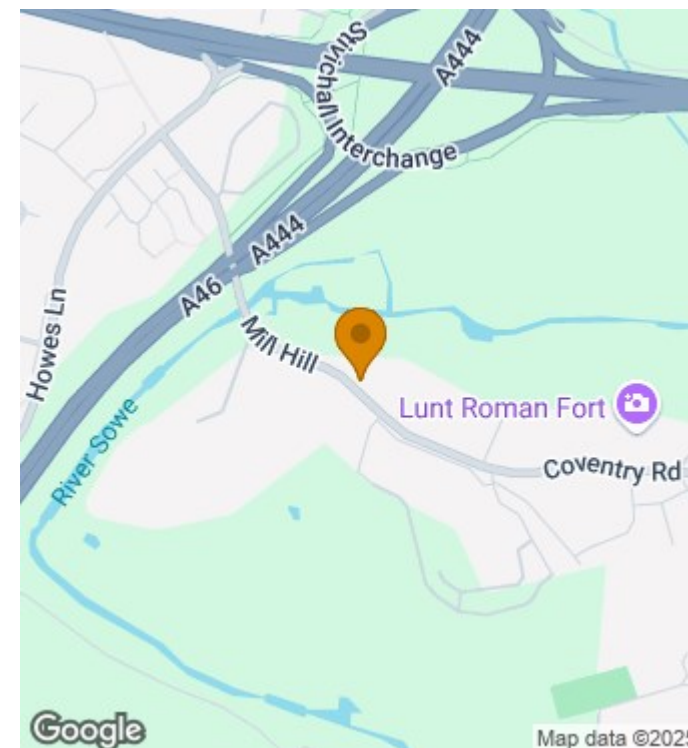 Stivichall Interchange
A444
A444
A46
Howes Ln
Mill Hill
River Sowe
Lunt Roman Fort
Coventry Rd
Google
Map data ©2025